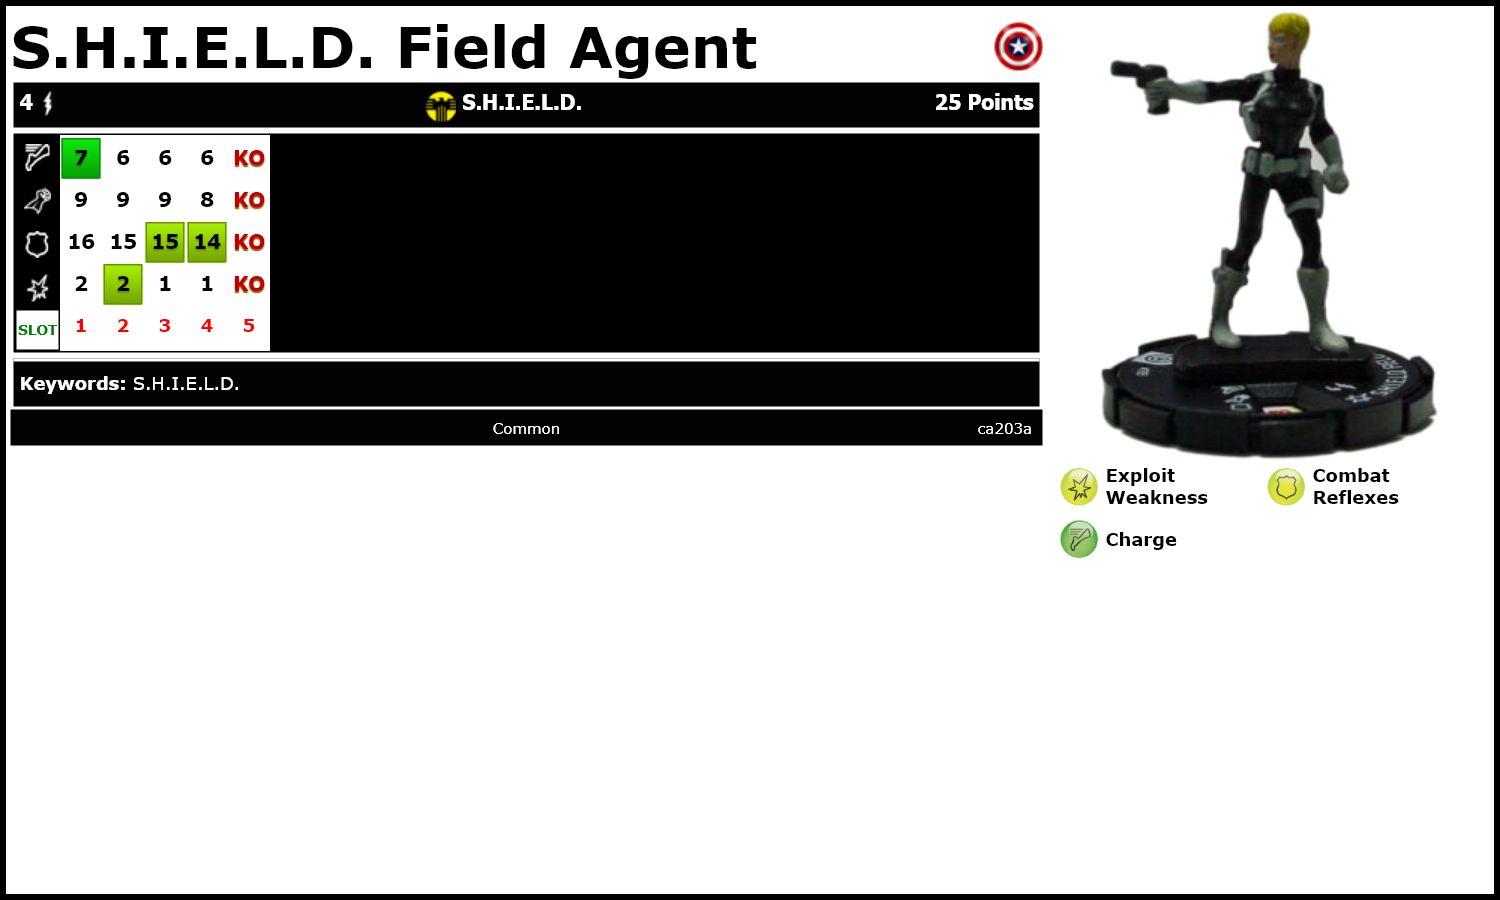 S.H.I.E.L.D. Field Agent
4 S.H.I.E.L.D. 25 Points
7 6 6 6 KO
9 9 9 8 KO
16 15 15 14 KO
2 2 1 1 KO
SLOT 1 2 3 4 5
Keywords: S.H.I.E.L.D.
Common ca203a
Exploit Weakness
Combat Reflexes
Charge